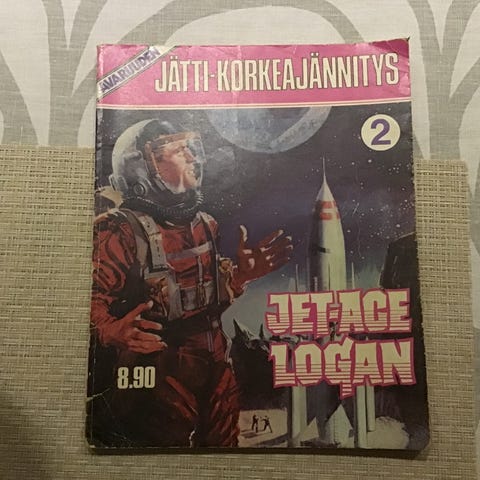 AVARUUDEN
JÄTTI-KORKEAJÄNNITYS
2
JET-ACE
LOGAN
8.90